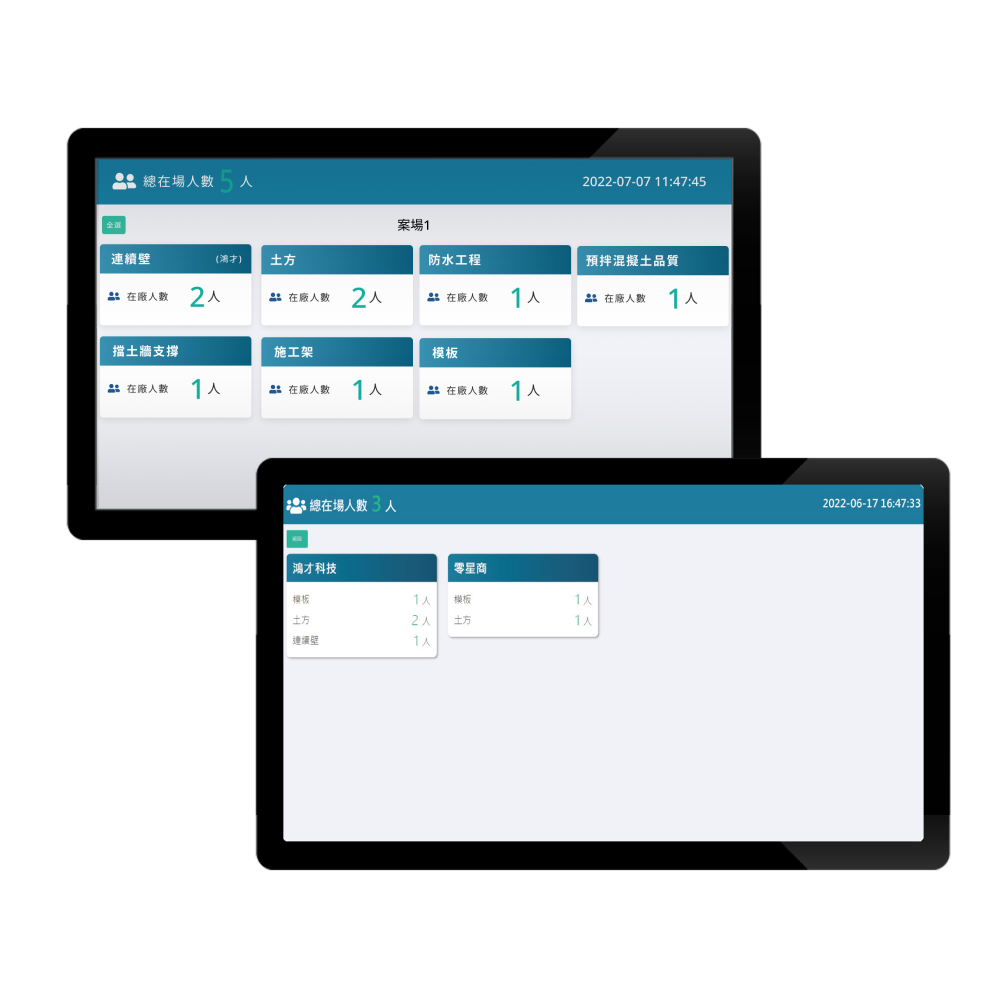 總在場人數 5 人
2022-07-07 11:47:45
全選
案場1
連續壁 (鴻才)
在廠人數 2 人
土方
在廠人數 2 人
防水工程
在廠人數 1 人
預拌混擬土品質
在廠人數 1 人
擋土牆支撐
在廠人數 1 人
施工架
在廠人數 1 人
模板
在廠人數 1 人
總在場人數 3 人
2022-06-17 16:47:33
鴻才科技
模板 1 人
土方 2 人
連續壁 1 人
零星商
模板 1 人
土方 1 人